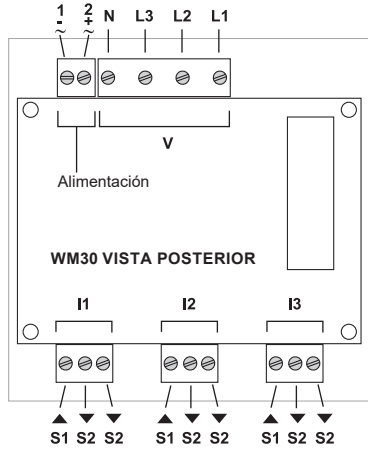 1 2 N L3 L2 L1
- +
~ ~
V
Alimentación
WM30 VISTA POSTERIOR
I1 I2 I3
S1 S2 S2 S1 S2 S2 S1 S2 S2